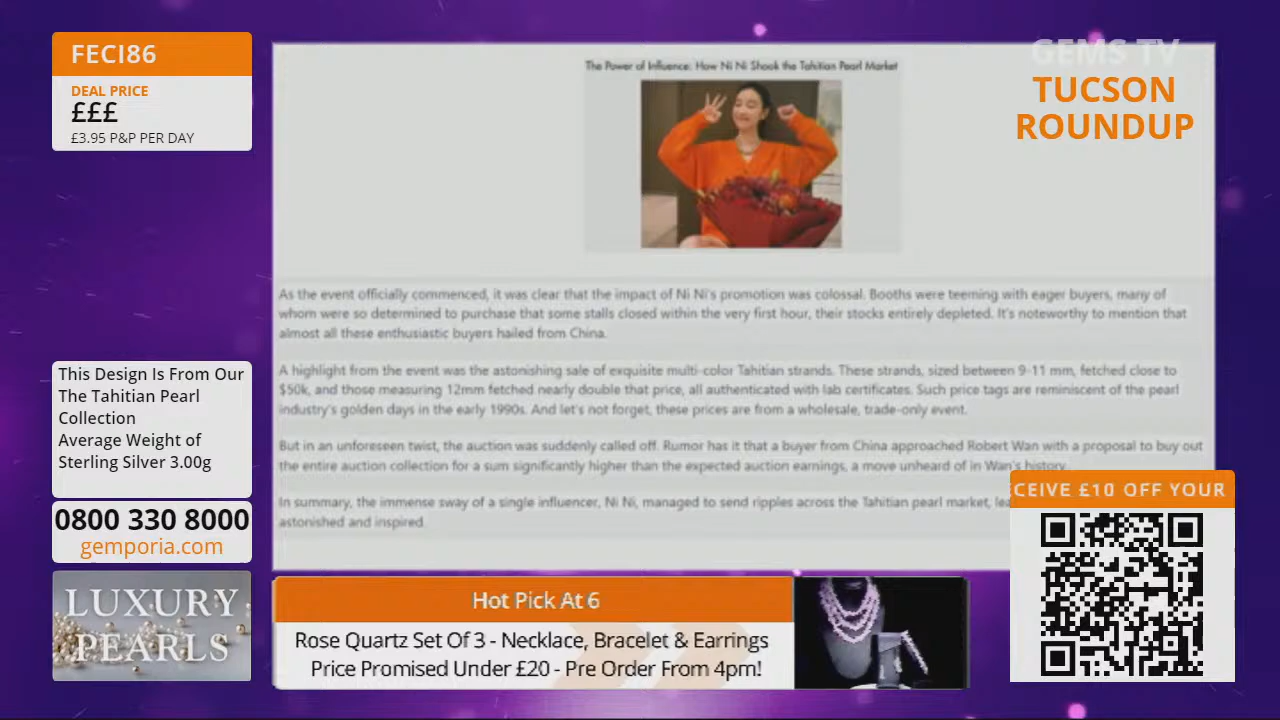 FECI86
DEAL PRICE
£££
£3.95 P&P PER DAY
GEMS TV
TUCSON
ROUNDUP
The Power of Influence: How Ni Ni Shook the Tahitian Pearl Market
As the event officially commenced, it was clear that the impact of Ni Ni's promotion was colossal. Booths were teeming with eager buyers, many of
whom were so determined to purchase that some stalls closed within the very first hour, their stocks entirely depleted. It's noteworthy to mention that
almost all these enthusiastic buyers hailed from China.
A highlight from the event was the astonishing sale of exquisite multi-color Tahitian strands. These strands, sized between 9-11 mm, fetched close to
$50k, and those measuring 12mm fetched nearly double that price, all authenticated with lab certificates. Such price tags are reminiscent of the pearl
industry's golden days in the early 1990s. And let's not forget, these prices are from a wholesale, trade-only event.
But in an unforeseen twist, the auction was suddenly called off. Rumor has it that a buyer from China approached Robert Wan with a proposal to buy out
the entire auction collection for a sum significantly higher than the expected auction earnings, a move unheard of in Wan's history.
In summary, the immense sway of a single influencer, Ni Ni, managed to send ripples across the Tahitian pearl market,
astonished and inspired.
This Design Is From Our
The Tahitian Pearl
Collection
Average Weight of
Sterling Silver 3.00g
0800 330 8000
gemporia.com
LUXURY
PEARLS
Hot Pick At 6
Rose Quartz Set Of 3 - Necklace, Bracelet & Earrings
Price Promised Under £20 - Pre Order From 4pm!
CEIVE £10 OFF YOUR